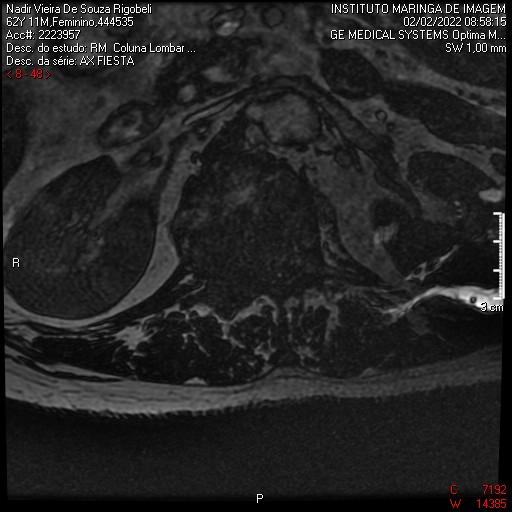 Nadir Vieira De Souza Rigobeli
62Y 11M,Feminino,444535
Acc#: 2223957
Desc. do estudo: RM  Coluna Lombar ...
Desc. da série: AX FIESTA
< 8 - 48 >
INSTITUTO MARINGA DE IMAGEM
02/02/2022 08:58:15
GE MEDICAL SYSTEMS Optima M...
SW 1,00 mm
R
3 cm
P
C 7192
W 14385